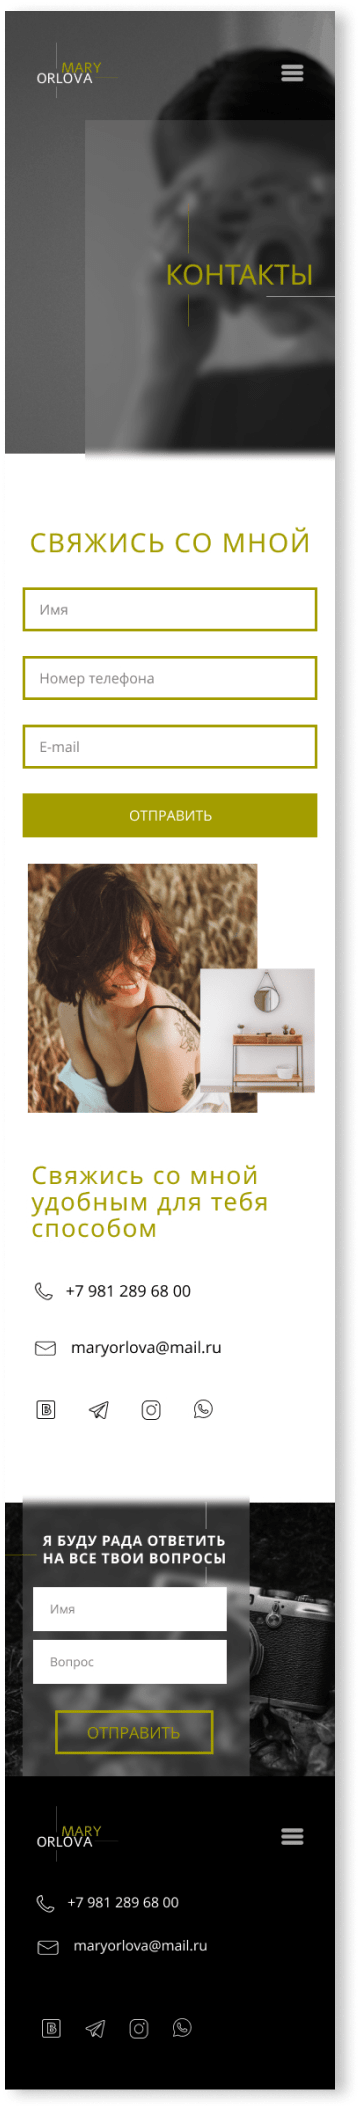 MARY
ORLOVA
КОНТАКТЫ
СВЯЖИСЬ СО МНОЙ
Имя
Номер телефона
E-mail
ОТПРАВИТЬ
Свяжись со мной
удобным для тебя
способом
+7 981 289 68 00
maryorlova@mail.ru
Я БУДУ РАДА ОТВЕТИТЬ
НА ВСЕ ТВОИ ВОПРОСЫ
Имя
Вопрос
ОТПРАВИТЬ
MARY
ORLOVA
+7 981 289 68 00
maryorlova@mail.ru